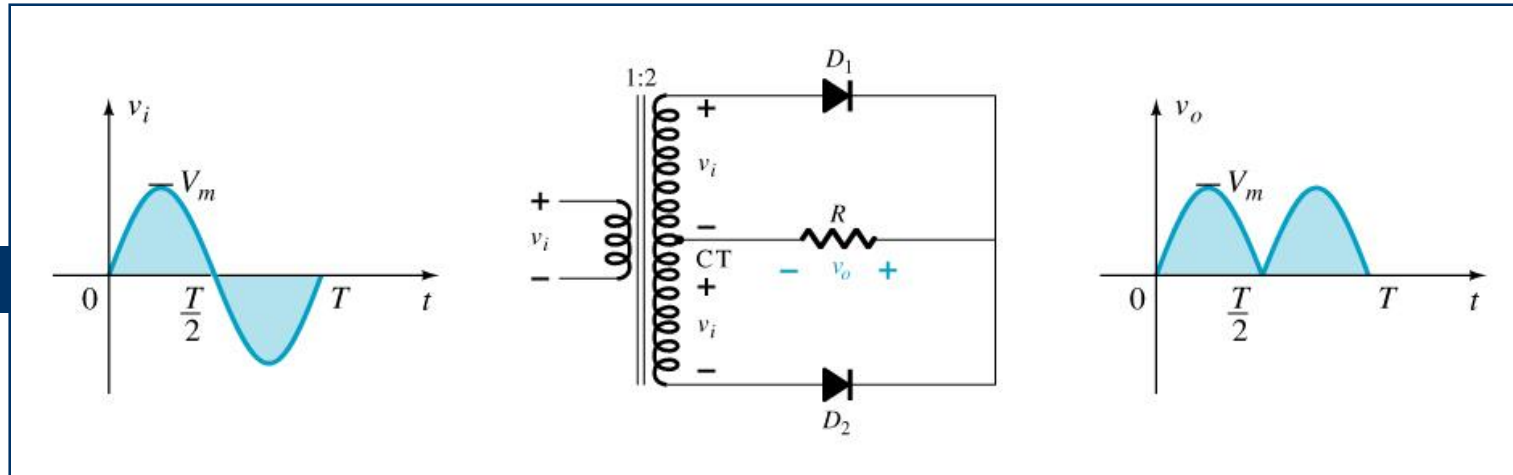 v_i
V_m
0
T/2
T
t
1:2
D_1
+
v_i
−
+
v_i
−
CT
R
− v_o +
+
v_i
−
D_2
v_o
V_m
0
T/2
T
t